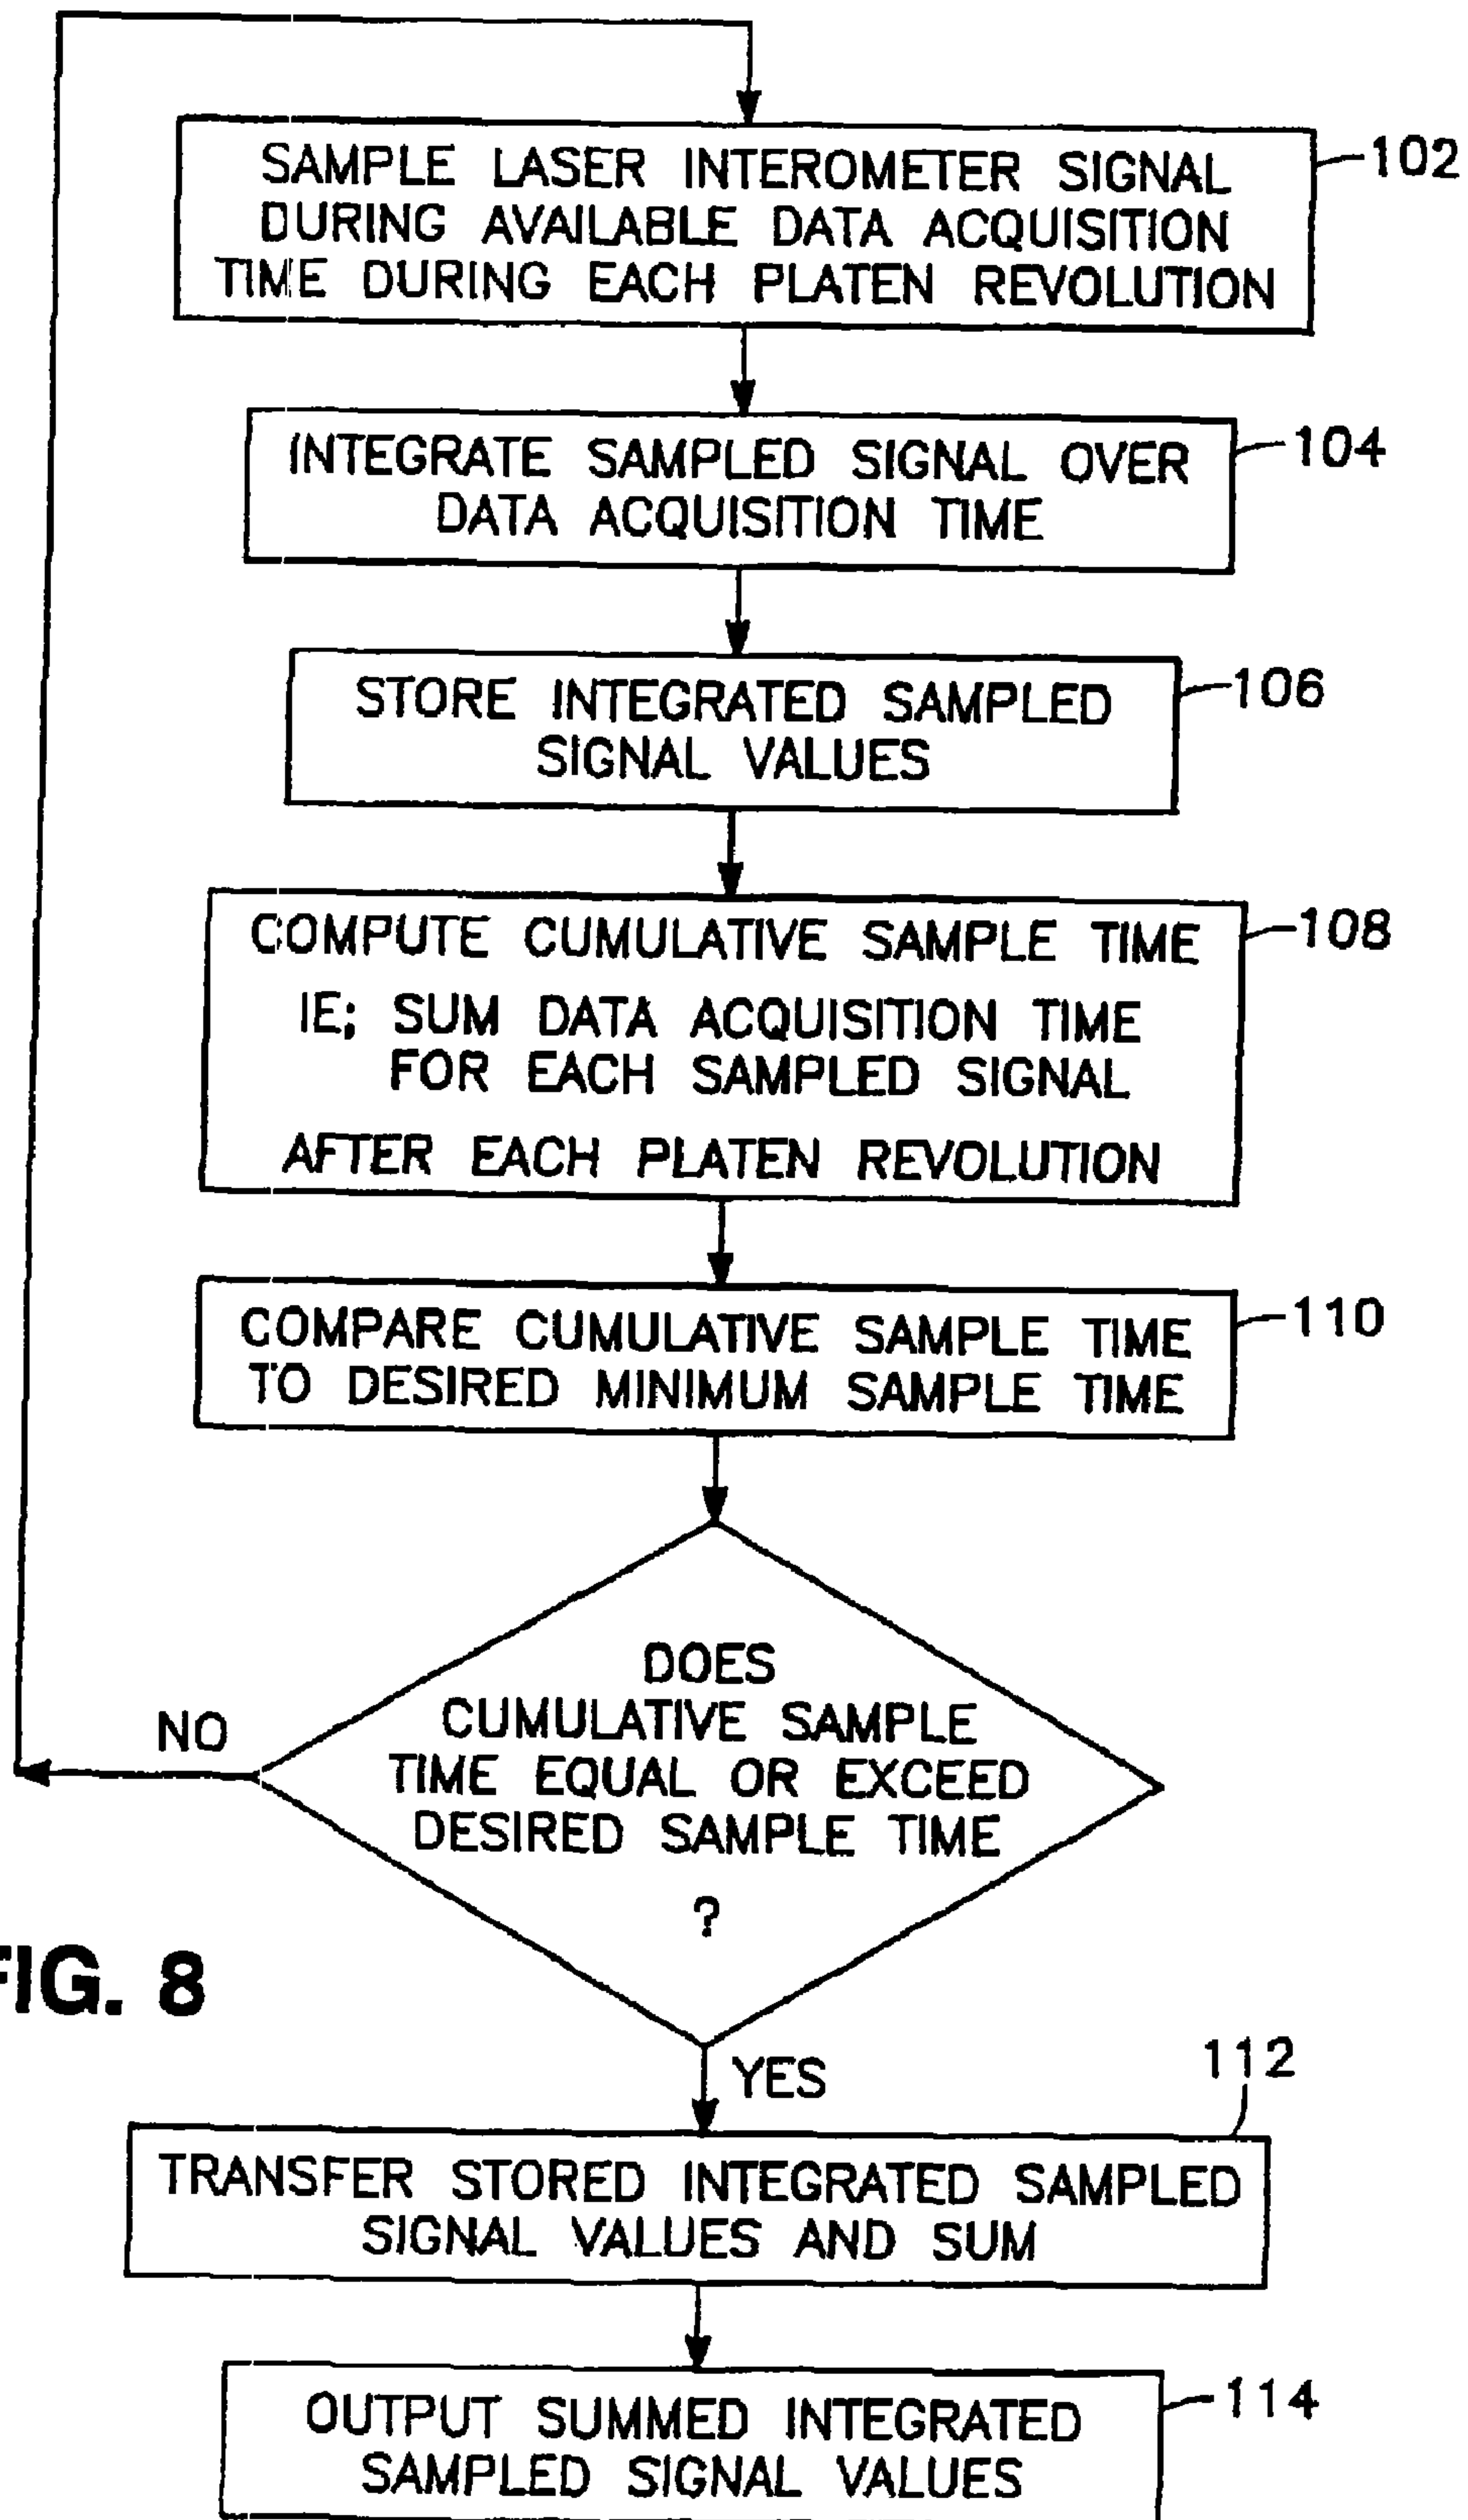 SAMPLE LASER INTEROMETER SIGNAL
DURING AVAILABLE DATA ACQUISITION
TIME DURING EACH PLATEN REVOLUTION
102
INTEGRATE SAMPLED SIGNAL OVER
DATA ACQUISITION TIME
104
STORE INTEGRATED SAMPLED
SIGNAL VALUES
106
COMPUTE CUMULATIVE SAMPLE TIME
IE; SUM DATA ACQUISITION TIME
FOR EACH SAMPLED SIGNAL
AFTER EACH PLATEN REVOLUTION
108
COMPARE CUMULATIVE SAMPLE TIME
TO DESIRED MINIMUM SAMPLE TIME
110
DOES
CUMULATIVE SAMPLE
TIME EQUAL OR EXCEED
DESIRED SAMPLE TIME
?
NO
FIG. 8
YES
112
TRANSFER STORED INTEGRATED SAMPLED
SIGNAL VALUES AND SUM
OUTPUT SUMMED INTEGRATED
SAMPLED SIGNAL VALUES
114